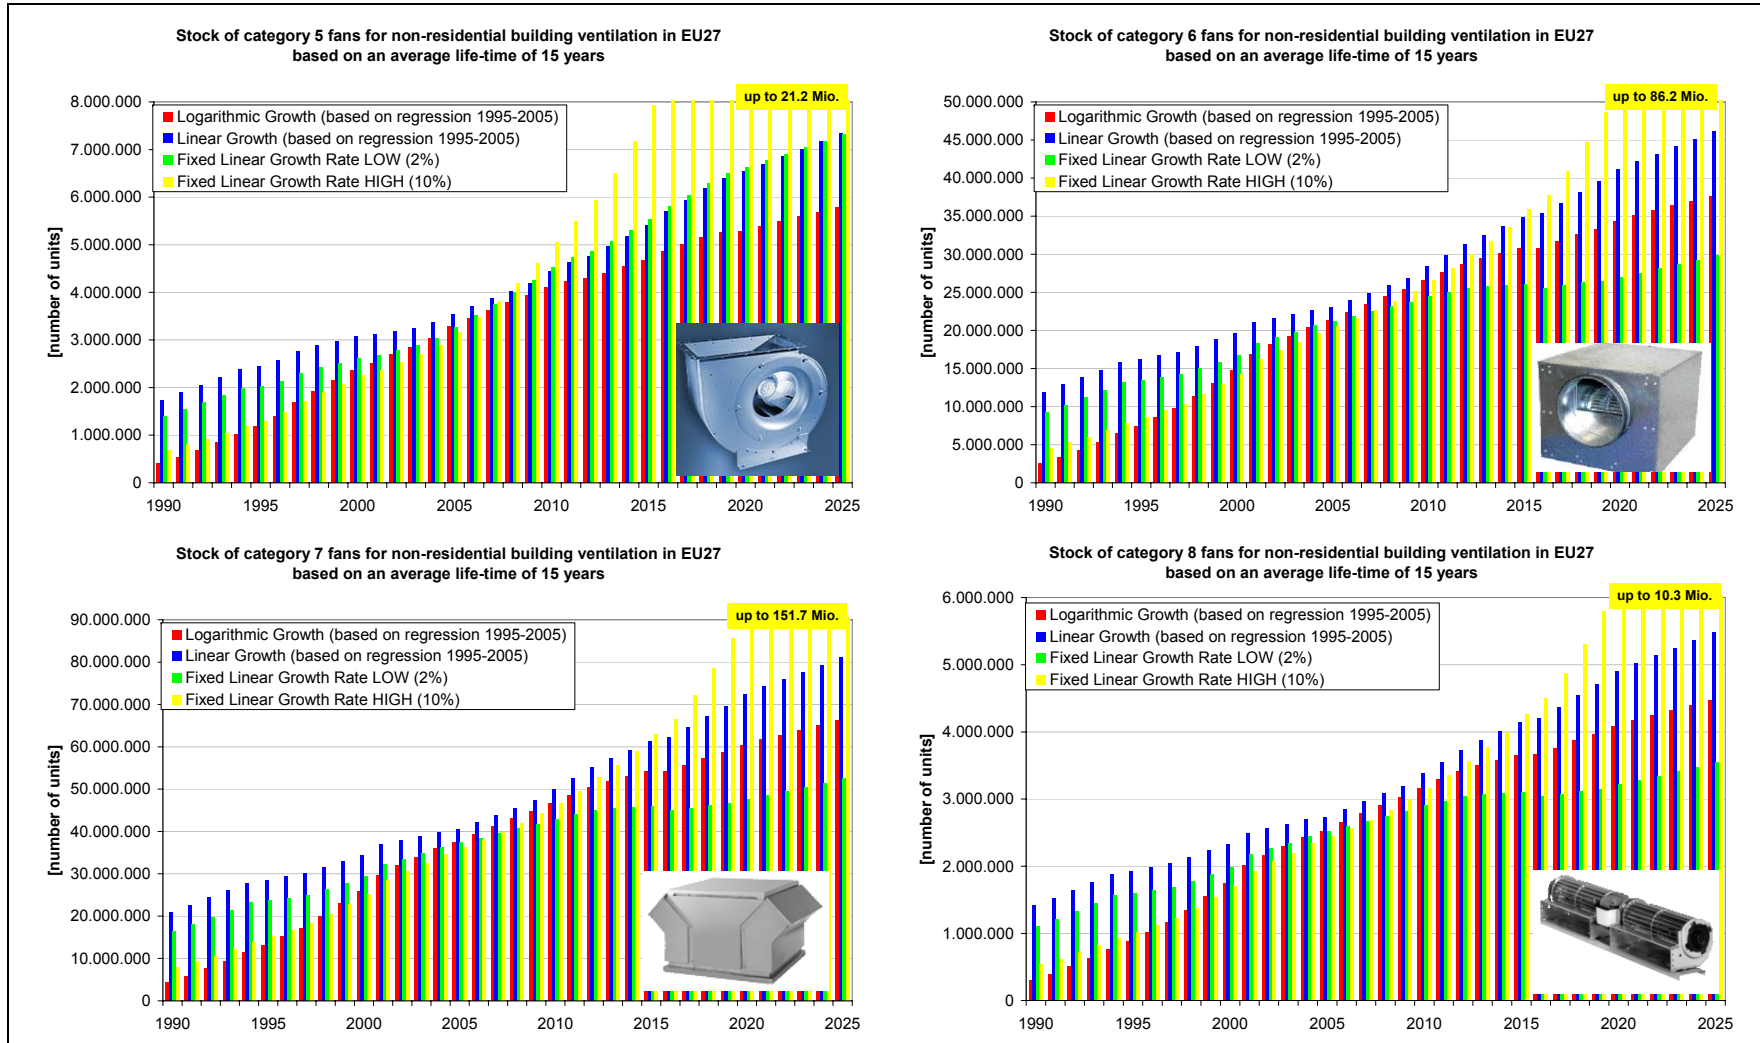 Stock of category 5 fans for non-residential building ventilation in EU27
based on an average life-time of 15 years
up to 21.2 Mio.
[number of units]
8.000.000
7.000.000
6.000.000
5.000.000
4.000.000
3.000.000
2.000.000
1.000.000
0
Logarithmic Growth (based on regression 1995-2005)
Linear Growth (based on regression 1995-2005)
Fixed Linear Growth Rate LOW (2%)
Fixed Linear Growth Rate HIGH (10%)
1990 1995 2000 2005 2010 2015 2020 2025
Stock of category 6 fans for non-residential building ventilation in EU27
based on an average life-time of 15 years
up to 86.2 Mio.
[number of units]
50.000.000
45.000.000
40.000.000
35.000.000
30.000.000
25.000.000
20.000.000
15.000.000
10.000.000
5.000.000
0
Logarithmic Growth (based on regression 1995-2005)
Linear Growth (based on regression 1995-2005)
Fixed Linear Growth Rate LOW (2%)
Fixed Linear Growth Rate HIGH (10%)
1990 1995 2000 2005 2010 2015 2020 2025
Stock of category 7 fans for non-residential building ventilation in EU27
based on an average life-time of 15 years
up to 151.7 Mio.
[number of units]
90.000.000
80.000.000
70.000.000
60.000.000
50.000.000
40.000.000
30.000.000
20.000.000
10.000.000
0
Logarithmic Growth (based on regression 1995-2005)
Linear Growth (based on regression 1995-2005)
Fixed Linear Growth Rate LOW (2%)
Fixed Linear Growth Rate HIGH (10%)
1990 1995 2000 2005 2010 2015 2020 2025
Stock of category 8 fans for non-residential building ventilation in EU27
based on an average life-time of 15 years
up to 10.3 Mio.
[number of units]
6.000.000
5.000.000
4.000.000
3.000.000
2.000.000
1.000.000
0
Logarithmic Growth (based on regression 1995-2005)
Linear Growth (based on regression 1995-2005)
Fixed Linear Growth Rate LOW (2%)
Fixed Linear Growth Rate HIGH (10%)
1990 1995 2000 2005 2010 2015 2020 2025